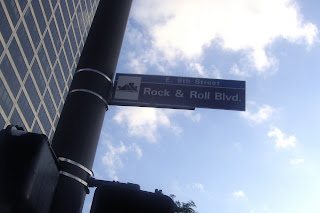 E. 9th Street
Rock & Roll Blvd.